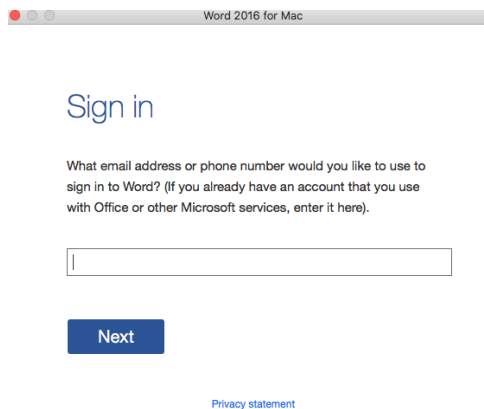 Word 2016 for Mac
Sign in
What email address or phone number would you like to use to
sign in to Word? (If you already have an account that you use
with Office or other Microsoft services, enter it here).
Next
Privacy statement